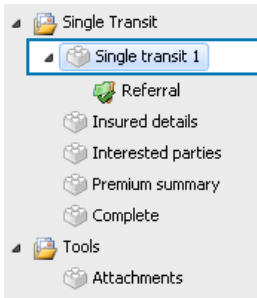 Single Transit
Single transit 1
Referral
Insured details
Interested parties
Premium summary
Complete
Tools
Attachments